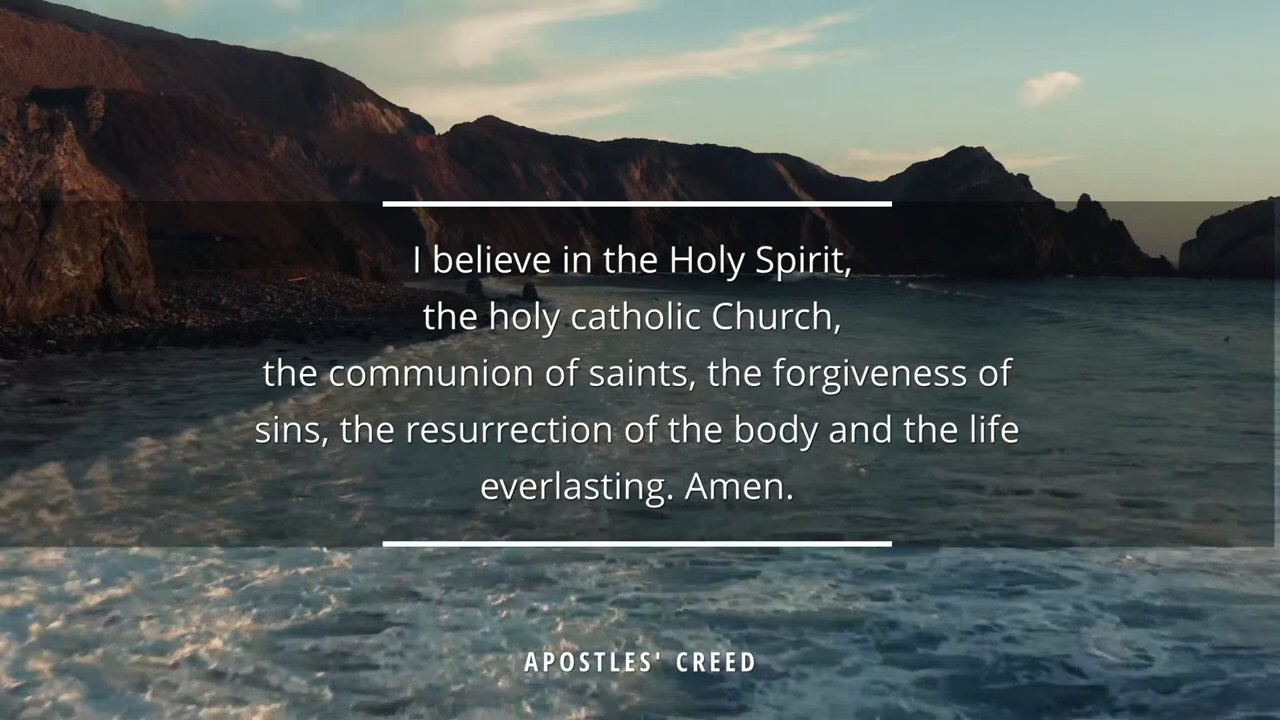 I believe in the Holy Spirit,
the holy catholic Church,
the communion of saints, the forgiveness of
sins, the resurrection of the body and the life
everlasting. Amen.
APOSTLES' CREED